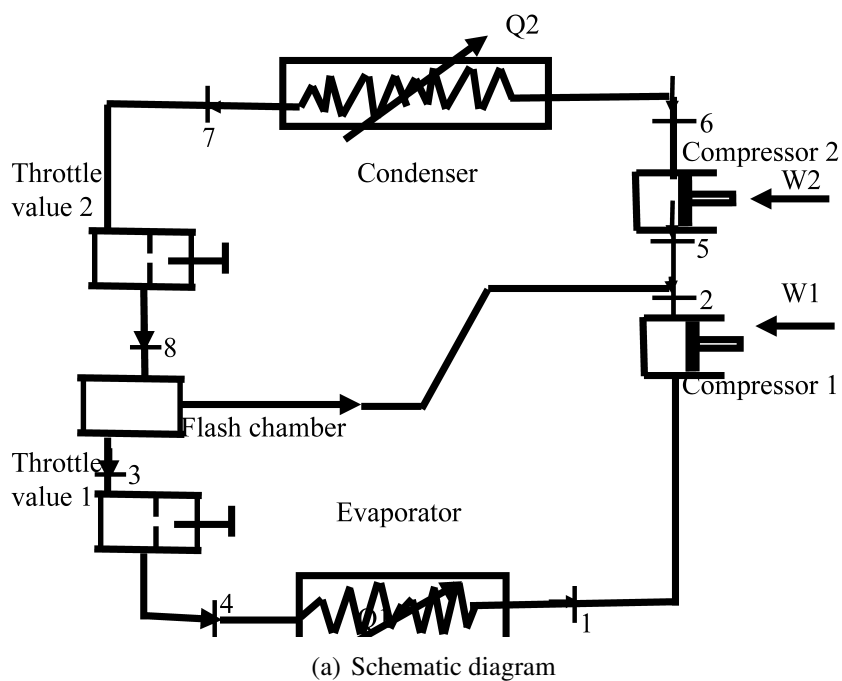 Q2
7
6
Compressor 2
Throttle
value 2
Condenser
W2
5
2
W1
8
Compressor 1
Flash chamber
Throttle
value 1
3
Evaporator
4
1
(a) Schematic diagram